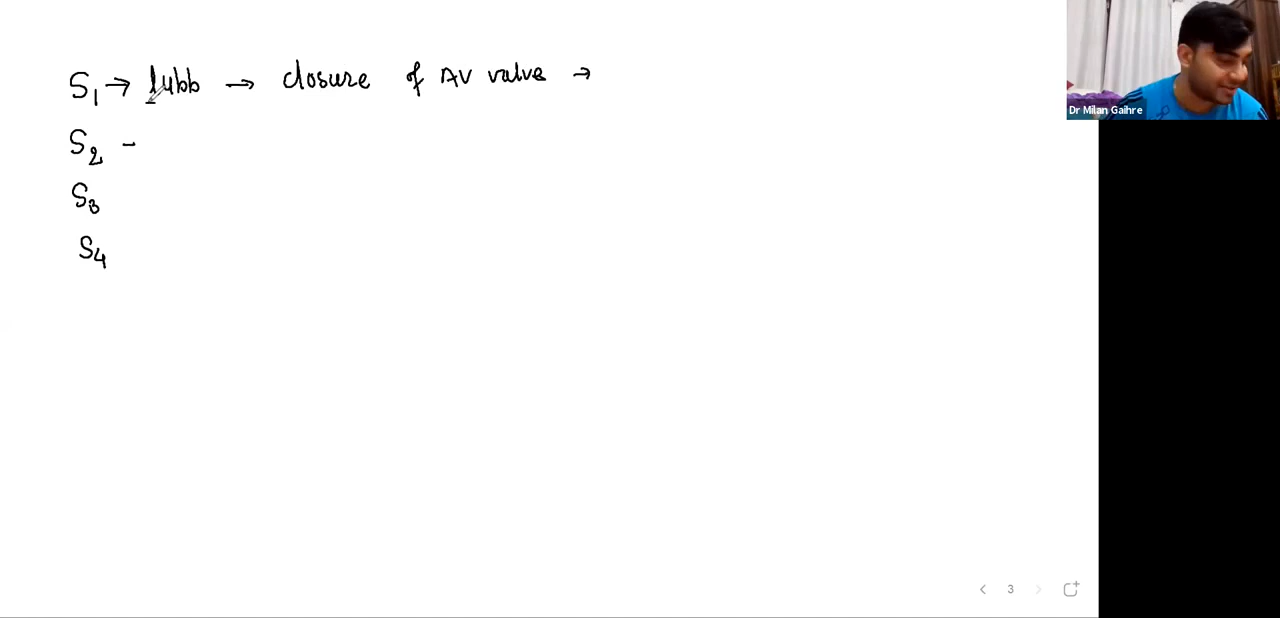 S₁ → lubb → closure of AV valve →
S₂ -
S₃
S₄
Dr Milan Gaihre
< 3 >